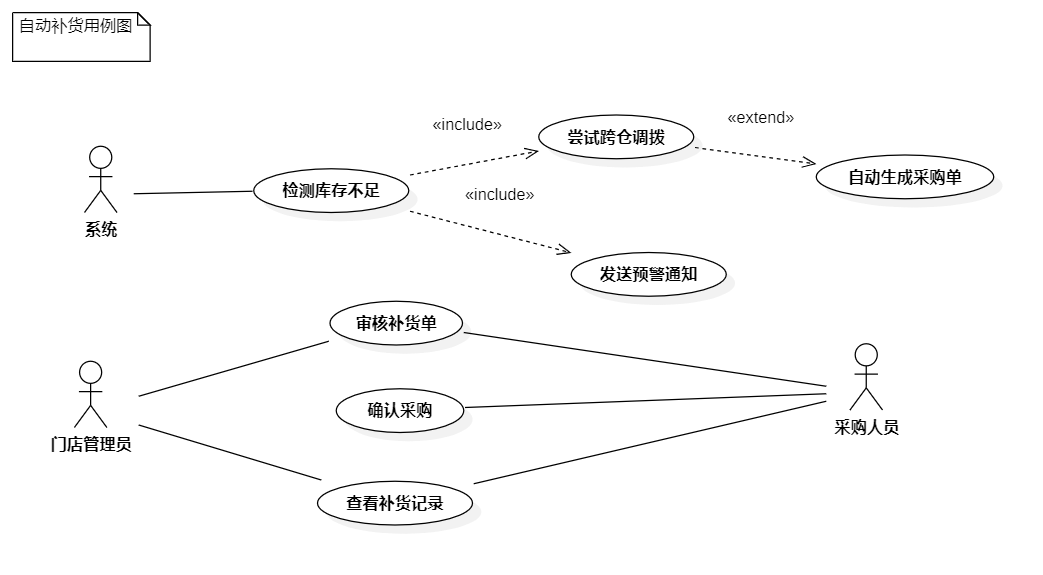 自动补货用例图
«include»
尝试跨仓调拨
«extend»
自动生成采购单
检测库存不足
«include»
系统
发送预警通知
审核补货单
门店管理员
确认采购
采购人员
查看补货记录